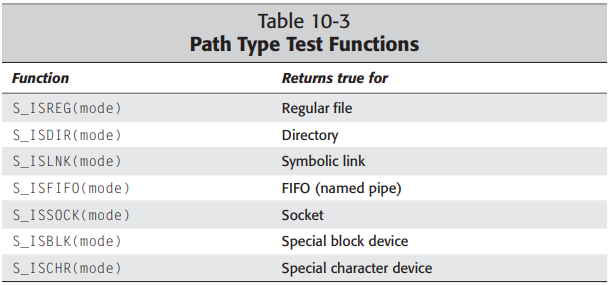 Table 10-3
Path Type Test Functions
Function Returns true for
S_ISREG(mode) Regular file
S_ISDIR(mode) Directory
S_ISLNK(mode) Symbolic link
S_ISFIFO(mode) FIFO (named pipe)
S_ISSOCK(mode) Socket
S_ISBLK(mode) Special block device
S_ISCHR(mode) Special character device